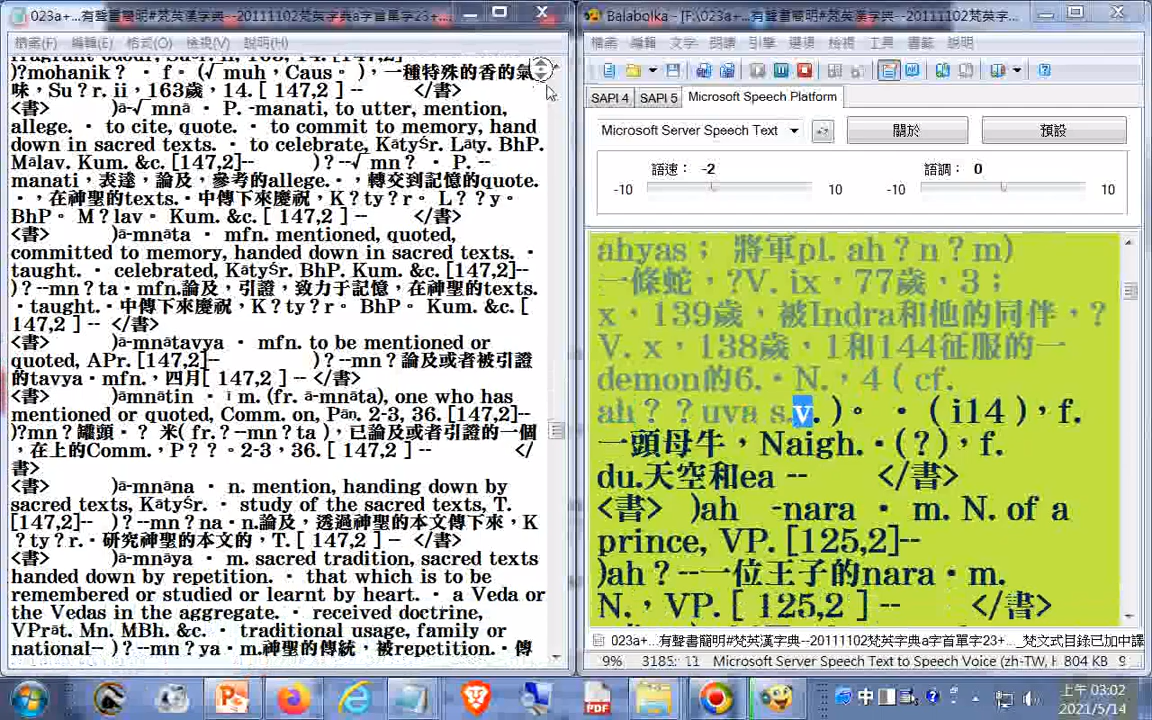 023a+...有聲書簡明#梵英漢字典--20111102梵英字典a字首單字23+...
檔案(F) 編輯(E) 格式(O) 檢視(V) 說明(H)
)?mohanik ? ‧ f‧(√ muh，Caus。)，一種特殊的香的氣
味，Su ? r. ii，163歲，14. [ 147,2 ] -- </書>
<書> )ā-√ mnā ‧ P. -manati, to utter, mention,
allege. ‧ to cite, quote. ‧ to commit to memory, hand
down in sacred texts. ‧ to celebrate, KātyŚr. Lāty. BhP.
Mālav. Kum. &c. [147,2]-- )? --√ mn ? ‧ P. --
manati，表達，論及，參考的allege.‧，轉交到記憶的quote.
‧，在神聖的texts.‧中傳下來慶祝，K ? ty ? r. L ? ? y.
BhP。 M ? lav。 Kum. &c. [ 147,2 ] -- </書>
<書> )ā-mnāta ‧ mfn. mentioned, quoted,
committed to memory, handed down in sacred texts. ‧
taught. ‧ celebrated, KātyŚr. BhP. Kum. &c. [147,2]--
)? --mn ? ta ‧ mfn.論及，引證，致力于記憶，在神聖的texts.
‧taught.‧中傳下來慶祝，K ? ty ? r。 BhP。 Kum. &c. [
147,2 ] -- </書>
<書> )ā-mnātavya ‧ mfn. to be mentioned or
quoted, APr. [147,2]-- )? --mn ?論及或者被引證
的tavya‧mfn.，四月[ 147,2 ] -- </書>
<書> )āmnātin ‧ m. (fr. ā-mnāta), one who has
mentioned or quoted, Comm. on, Pān. 2-3, 36. [147,2]--
)?mn ?罐頭‧ ? 米( fr. ?--mn ? ta )，已論及或者引證的一個
，在上的Comm.，P ? ?。2-3，36. [ 147,2 ] -- </
書>
<書> )ā-mnāna ‧ n. mention, handing down by
sacred texts, KātyŚr. ‧ study of the sacred texts, T.
[147,2]-- )? --mn ? na‧n.論及，透過神聖的本文傳下來，K
? ty ? r.‧研究神聖的本文的，T. [ 147,2 ] -- </書>
<書> )ā-mnāya ‧ m. sacred tradition, sacred texts
handed down by repetition. ‧ that which is to be
remembered or studied or learnt by heart. ‧ a Veda or
the Vedas in the aggregate. ‧ received doctrine,
VPrāt. Mn. MBh. &c. ‧ traditional usage, family or
national-- )? --mn ? ya‧m.神聖的傳統，被repetition.‧傳
Balabolka - [F:\023a+...有聲書簡明#梵英漢字典--20111102梵英字...
檔案 編輯 文字 朗讀 引擎 選項 檢視 工具 書籤 說明
SAPI 4 SAPI 5 Microsoft Speech Platform
Microsoft Server Speech Text 關於 預設
語速： -2 語調： 0
-10 10 -10 10
ahyas； 將軍pl. ah ? n ? m)
一條蛇，?V. ix，77歲，3；
x，139歲，被Indra和他的同伴，?
V. x，138歲，1和144征服的一
demon的6.‧N.，4 ( cf.
ah ? ? uva s.v. )。 ‧( i14 )，f.
一頭母牛，Naigh.‧(?)，f.
du.天空和ea -- </書>
<書> )ah -nara ‧ m. N. of a
prince, VP. [125,2]--
)ah ? --一位王子的nara‧m.
N.，VP. [ 125,2 ] -- </書>
023a+...有聲書簡明#梵英漢字典--20111102梵英字典a字首單字23+..._梵文式目錄已加中譯
9% 3185: 11 Microsoft Server Speech Text to Speech Voice (zh-TW, H 804 KB 9
中 上午 03:02
2021/5/14